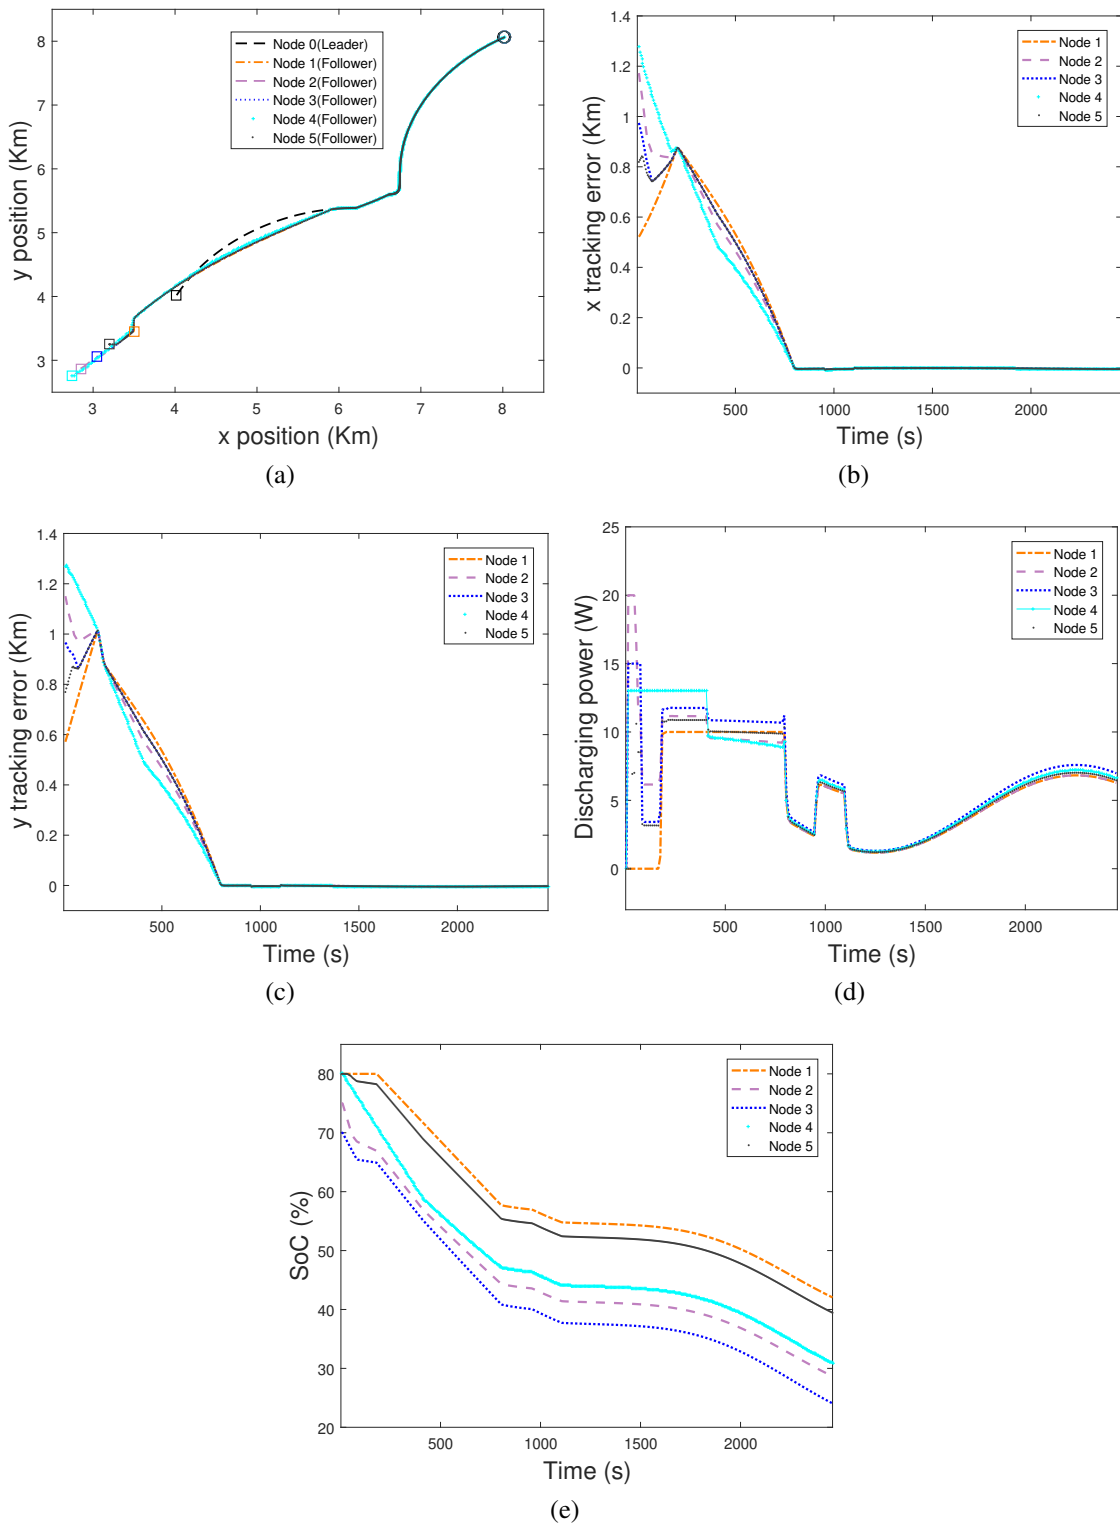 8
7
6
5
4
3
3
4
5
6
7
8
y position (Km)
x position (Km)
Node 0(Leader)
Node 1(Follower)
Node 2(Follower)
Node 3(Follower)
Node 4(Follower)
Node 5(Follower)
(a)
1.4
1.2
1
0.8
0.6
0.4
0.2
0
500
1000
1500
2000
x tracking error (Km)
Time (s)
Node 1
Node 2
Node 3
Node 4
Node 5
(b)
1.4
1.2
1
0.8
0.6
0.4
0.2
0
500
1000
1500
2000
y tracking error (Km)
Time (s)
Node 1
Node 2
Node 3
Node 4
Node 5
(c)
25
20
15
10
5
0
500
1000
1500
2000
Discharging power (W)
Time (s)
Node 1
Node 2
Node 3
Node 4
Node 5
(d)
80
70
60
50
40
30
20
500
1000
1500
2000
SoC (%)
Time (s)
Node 1
Node 2
Node 3
Node 4
Node 5
(e)